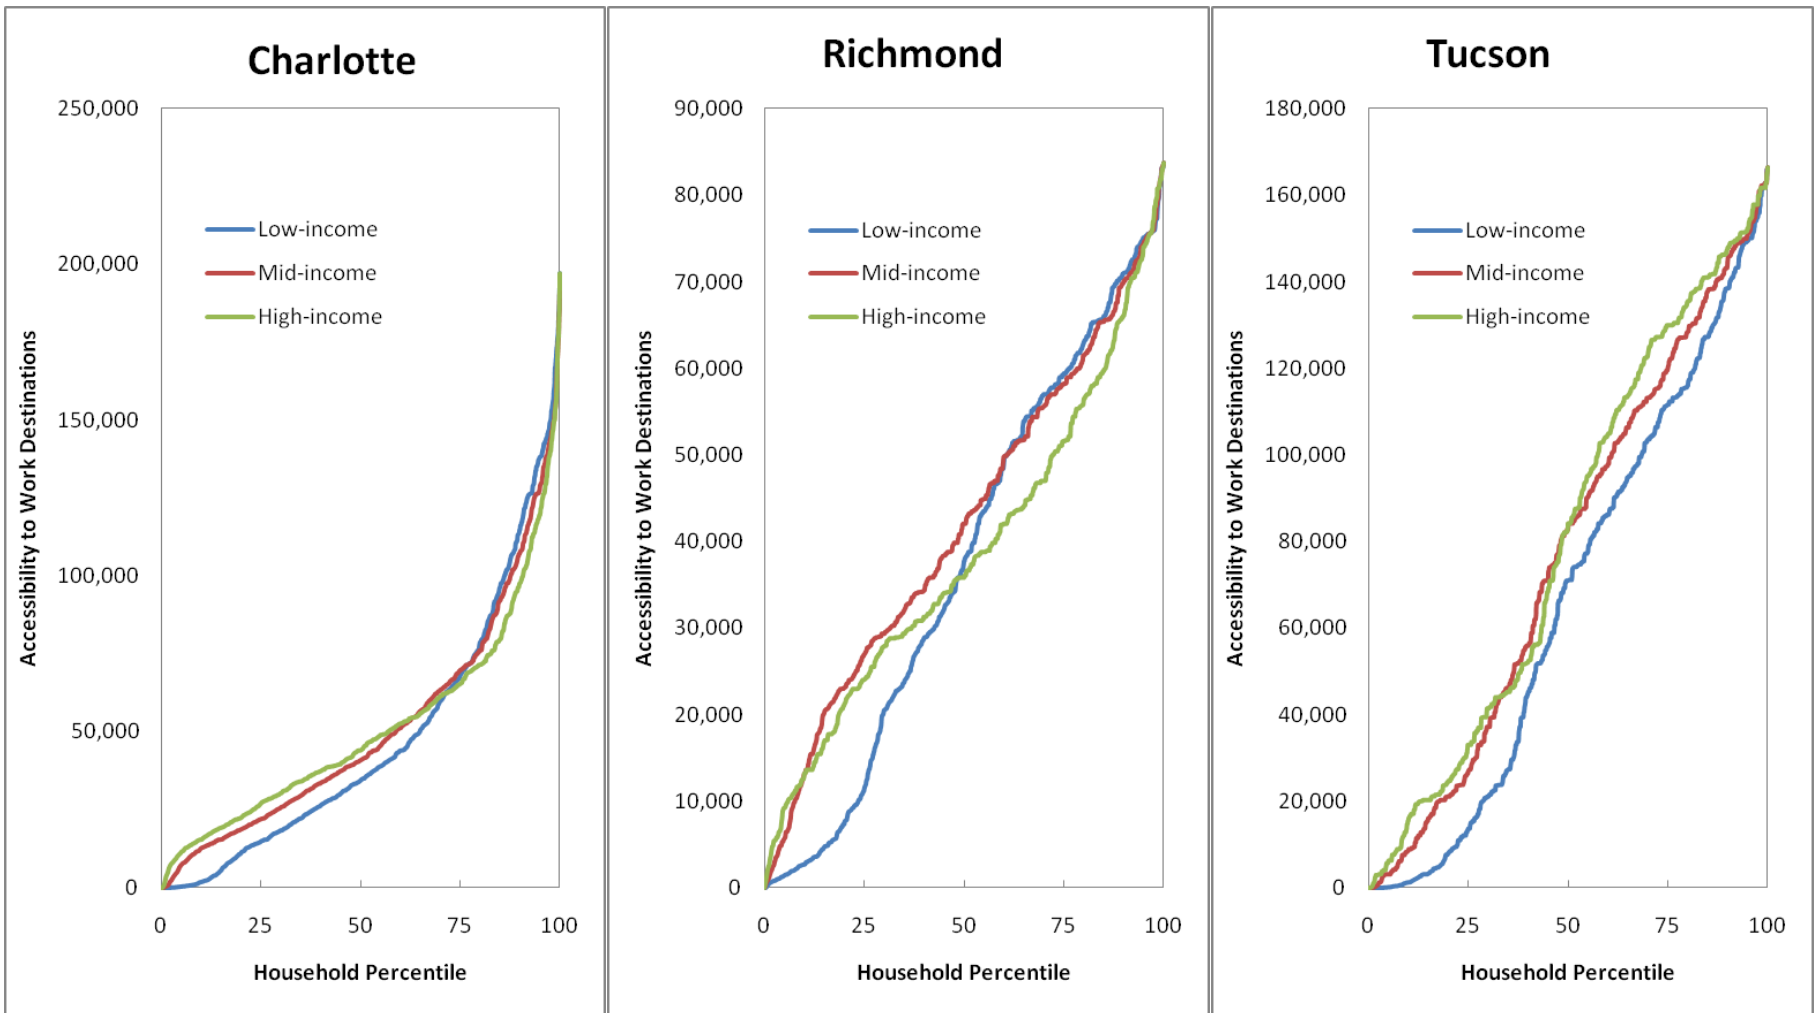 Charlotte
250,000
200,000
150,000
100,000
50,000
0
0 25 50 75 100
Accessibility to Work Destinations
Household Percentile
Low-income
Mid-income
High-income
Richmond
90,000
80,000
70,000
60,000
50,000
40,000
30,000
20,000
10,000
0
0 25 50 75 100
Accessibility to Work Destinations
Household Percentile
Low-income
Mid-income
High-income
Tucson
180,000
160,000
140,000
120,000
100,000
80,000
60,000
40,000
20,000
0
0 25 50 75 100
Accessibility to Work Destinations
Household Percentile
Low-income
Mid-income
High-income